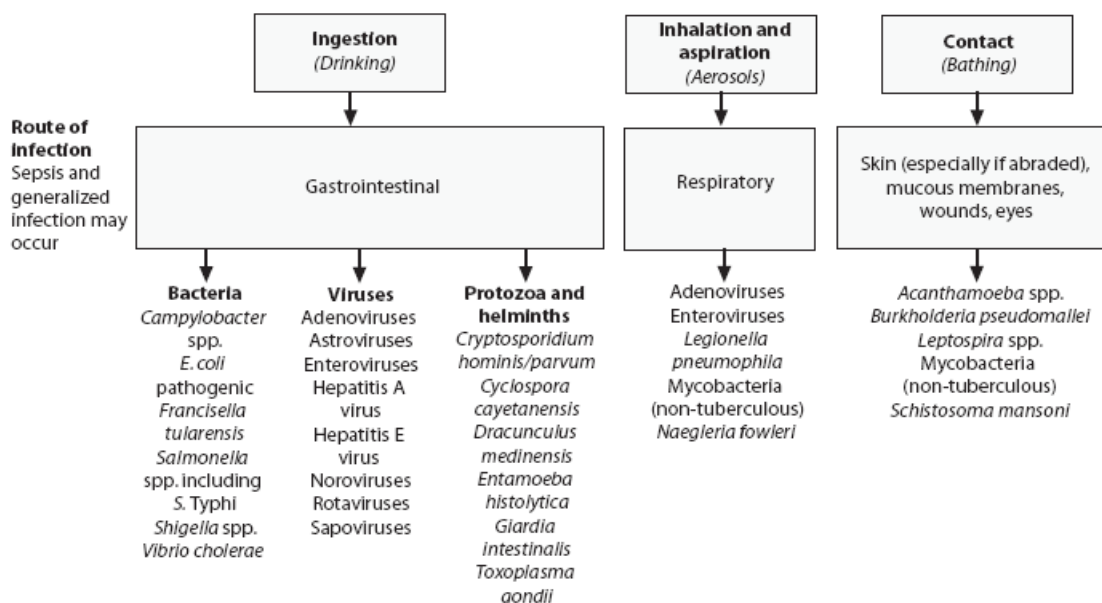 Ingestion
(Drinking)
Inhalation and
aspiration
(Aerosols)
Contact
(Bathing)
Route of
infection
Sepsis and
generalized
infection may
occur
Gastrointestinal
Respiratory
Skin (especially if abraded),
mucous membranes,
wounds, eyes
Bacteria
Campylobacter
spp.
E. coli
pathogenic
Francisella
tularensis
Salmonella
spp. including
S. Typhi
Shigella spp.
Vibrio cholerae
Viruses
Adenoviruses
Astroviruses
Enteroviruses
Hepatitis A
virus
Hepatitis E
virus
Noroviruses
Rotaviruses
Sapoviruses
Protozoa and
helminths
Cryptosporidium
hominis/parvum
Cyclospora
cayetanensis
Dracunculus
medinensis
Entamoeba
histolytica
Giardia
intestinalis
Toxoplasma
gondii
Adenoviruses
Enteroviruses
Legionella
pneumophila
Mycobacteria
(non-tuberculous)
Naegleria fowleri
Acanthamoeba spp.
Burkholderia pseudomallei
Leptospira spp.
Mycobacteria
(non-tuberculous)
Schistosoma mansoni